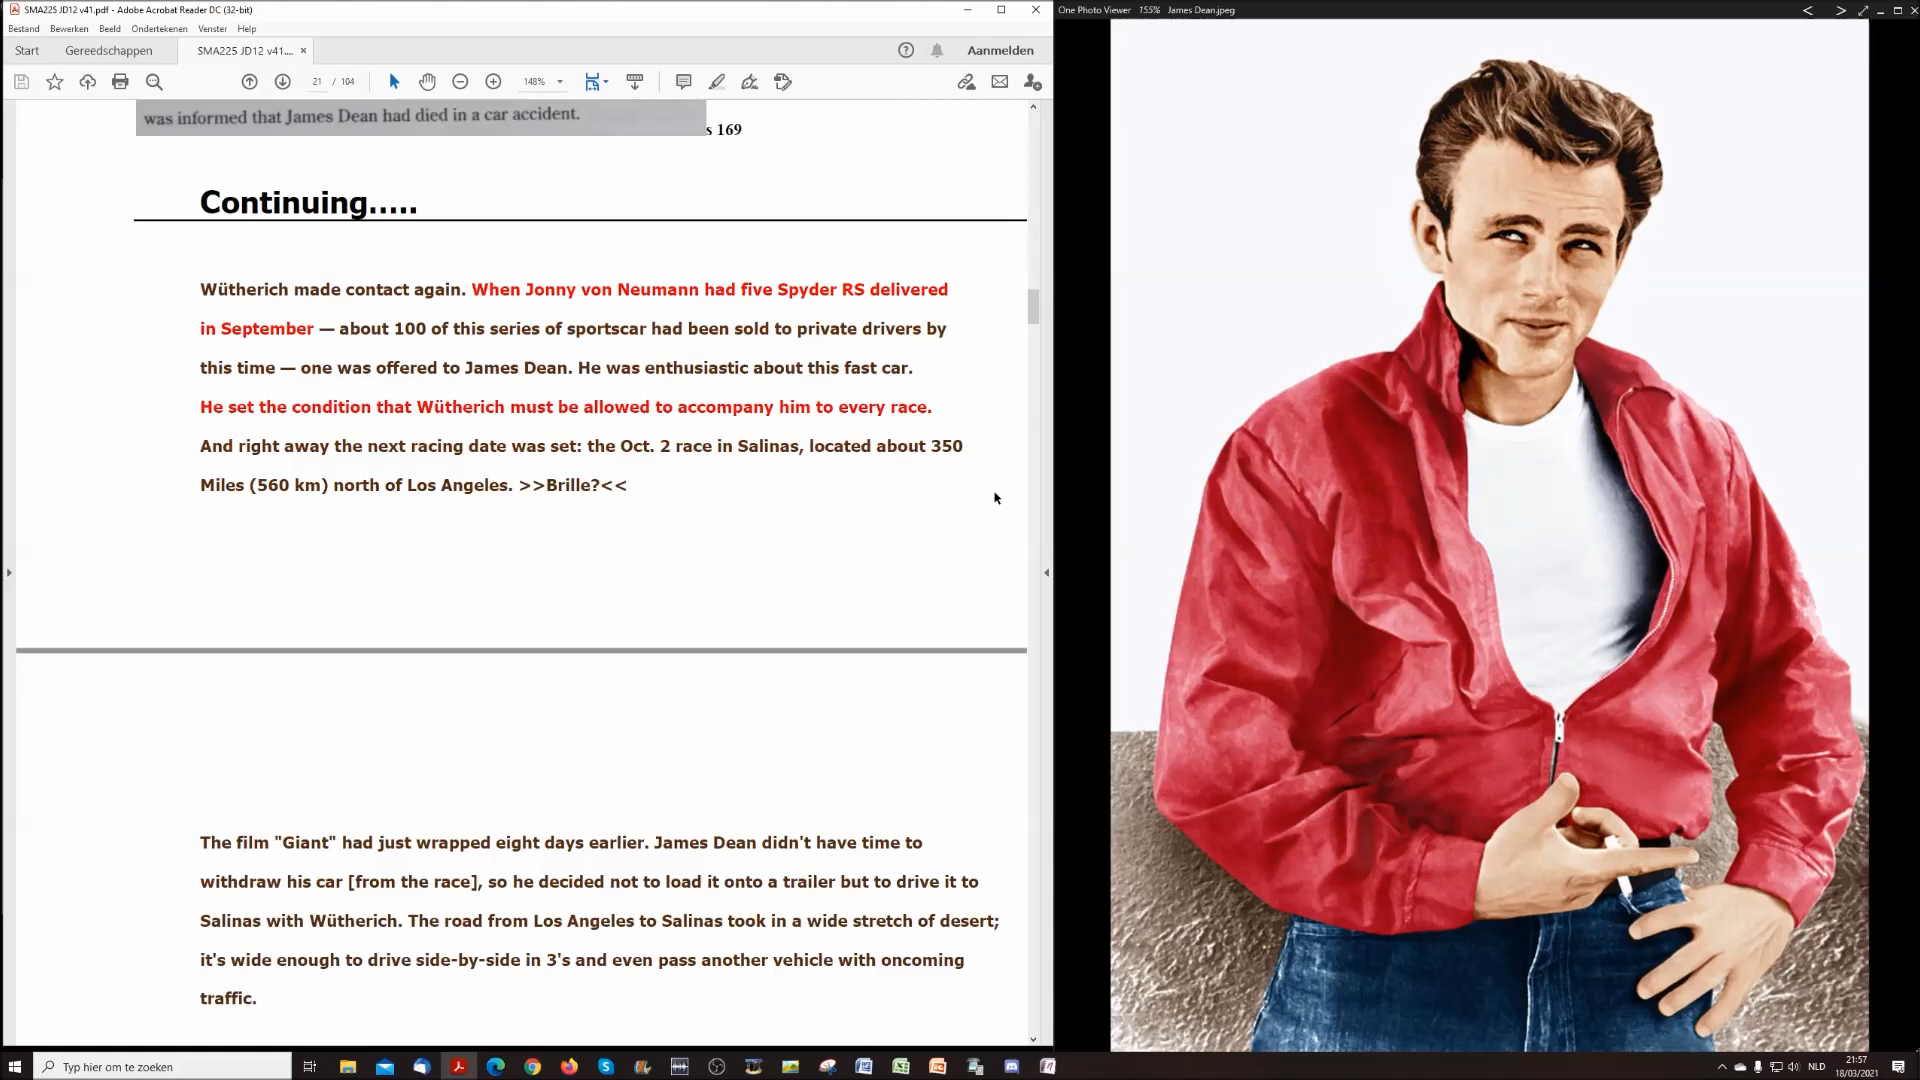 SMA225 JD12 v41.pdf - Adobe Acrobat Reader DC (32-bit)
Bestand Bewerken Beeld Ondertekenen Venster Help
Start Gereedschappen SMA225 JD12 v41.... × Aanmelden
21 / 104 148%
was informed that James Dean had died in a car accident.
s 169
Continuing.....
Wütherich made contact again. When Jonny von Neumann had five Spyder RS delivered
in September — about 100 of this series of sportscar had been sold to private drivers by
this time — one was offered to James Dean. He was enthusiastic about this fast car.
He set the condition that Wütherich must be allowed to accompany him to every race.
And right away the next racing date was set: the Oct. 2 race in Salinas, located about 350
Miles (560 km) north of Los Angeles. >>Brille?<<
The film "Giant" had just wrapped eight days earlier. James Dean didn't have time to
withdraw his car [from the race], so he decided not to load it onto a trailer but to drive it to
Salinas with Wütherich. The road from Los Angeles to Salinas took in a wide stretch of desert;
it's wide enough to drive side-by-side in 3's and even pass another vehicle with oncoming
traffic.
One Photo Viewer 155% James Dean.jpeg
Typ hier om te zoeken
NLD
21:57
18/03/2021